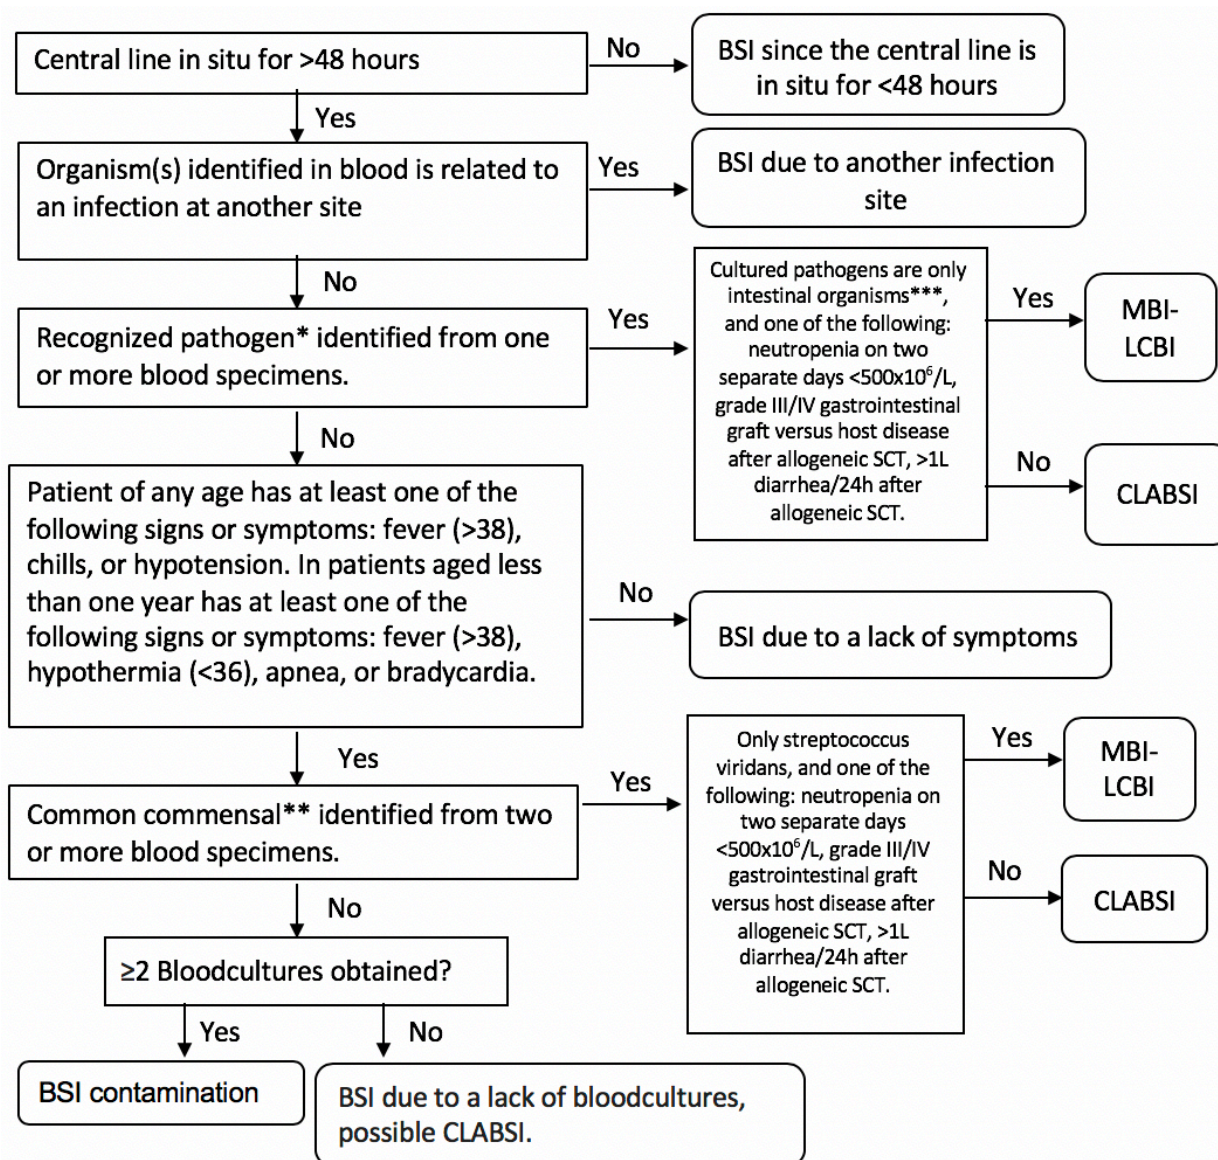 Central line in situ for >48 hours
No
BSI since the central line is
in situ for <48 hours
Yes
Organism(s) identified in blood is related to
an infection at another site
Yes
BSI due to another infection
site
No
Recognized pathogen* identified from one
or more blood specimens.
Yes
Cultured pathogens are only
intestinal organisms***,
and one of the following:
neutropenia on two
separate days <500x10⁶/L,
grade III/IV gastrointestinal
graft versus host disease
after allogeneic SCT, >1L
diarrhea/24h after
allogeneic SCT.
Yes
MBI-
LCBI
No
CLABSI
No
Patient of any age has at least one of the
following signs or symptoms: fever (>38),
chills, or hypotension. In patients aged less
than one year has at least one of the
following signs or symptoms: fever (>38),
hypothermia (<36), apnea, or bradycardia.
No
BSI due to a lack of symptoms
Yes
Common commensal** identified from two
or more blood specimens.
Yes
Only streptococcus
viridans, and one of the
following: neutropenia on
two separate days
<500x10⁶/L, grade III/IV
gastrointestinal graft
versus host disease after
allogeneic SCT, >1L
diarrhea/24h after
allogeneic SCT.
Yes
MBI-
LCBI
No
CLABSI
No
≥2 Bloodcultures obtained?
Yes
No
BSI contamination
BSI due to a lack of bloodcultures,
possible CLABSI.